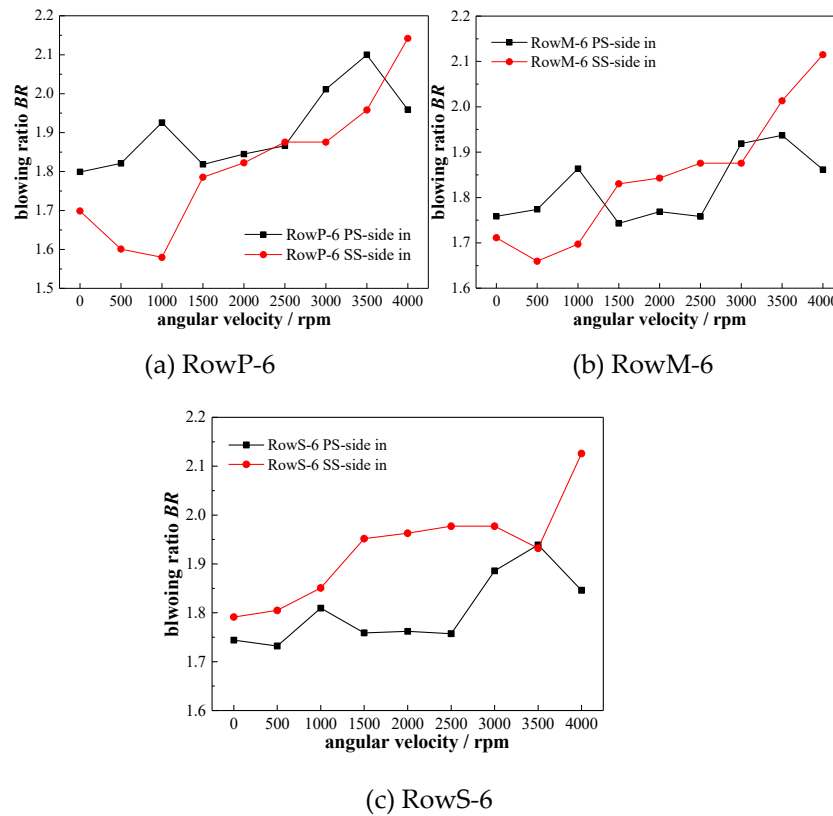 2.2
2.1
2.0
1.9
1.8
1.7
1.6
1.5
blowing ratio BR
RowP-6 PS-side in
RowP-6 SS-side in
0 500 1000 1500 2000 2500 3000 3500 4000
angular velocity / rpm
(a) RowP-6
2.2
2.1
2.0
1.9
1.8
1.7
1.6
blowing ratio BR
RowM-6 PS-side in
RowM-6 SS-side in
0 500 1000 1500 2000 2500 3000 3500 4000
angular velocity / rpm
(b) RowM-6
2.2
2.1
2.0
1.9
1.8
1.7
1.6
blwoing ratio BR
RowS-6 PS-side in
RowS-6 SS-side in
0 500 1000 1500 2000 2500 3000 3500 4000
angular velocity / rpm
(c) RowS-6